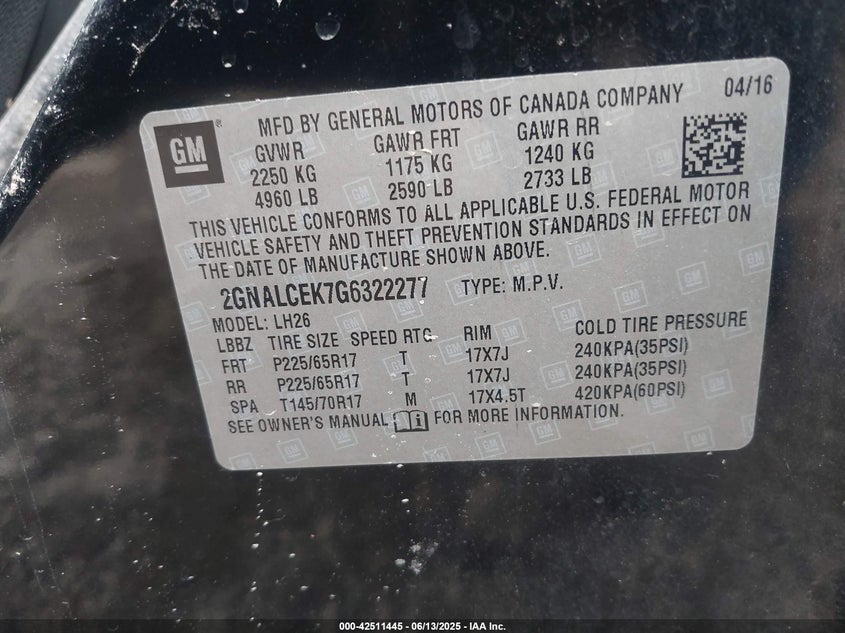 04/16
MFD BY GENERAL MOTORS OF CANADA COMPANY
GM
GVWR GAWR FRT GAWR RR
2250 KG 1175 KG 1240 KG
4960 LB 2590 LB 2733 LB
THIS VEHICLE CONFORMS TO ALL APPLICABLE U.S. FEDERAL MOTOR
VEHICLE SAFETY AND THEFT PREVENTION STANDARDS IN EFFECT ON
THE DATE OF MANUFACTURE SHOWN ABOVE.
2GNALCEK7G6322277 TYPE: M.P.V.
MODEL: LH26
LBBZ TIRE SIZE SPEED RTG RIM COLD TIRE PRESSURE
FRT P225/65R17 T 17X7J 240KPA(35PSI)
RR P225/65R17 T 17X7J 240KPA(35PSI)
SPA T145/70R17 M 17X4.5T 420KPA(60PSI)
SEE OWNER'S MANUAL FOR MORE INFORMATION.
000-42511445 - 06/13/2025 - IAA Inc.